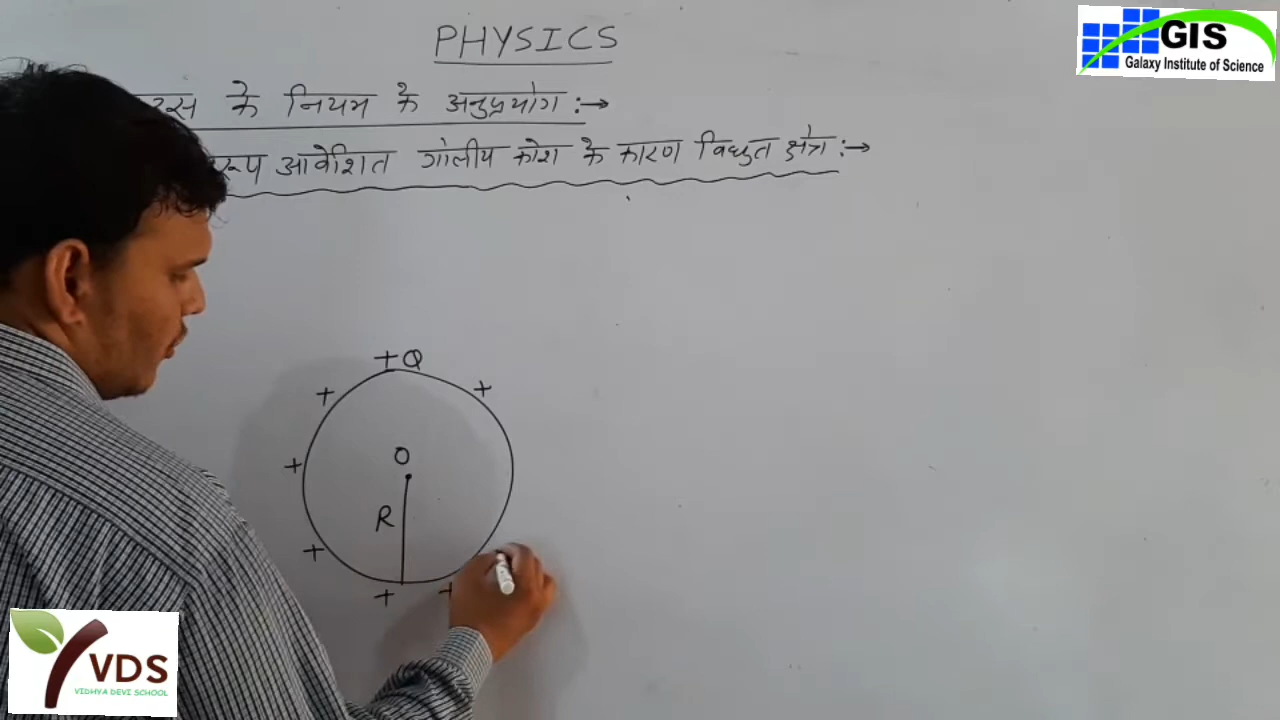 PHYSICS
GIS
Galaxy Institute of Science
के नियम के अनुप्रयोग :→
आवेशित गोलीय कोश के कारण विधुत क्षेत्र :→
+Q
+
+
+
O
R
+
+
+
VDS
VIDHYA DEVI SCHOOL